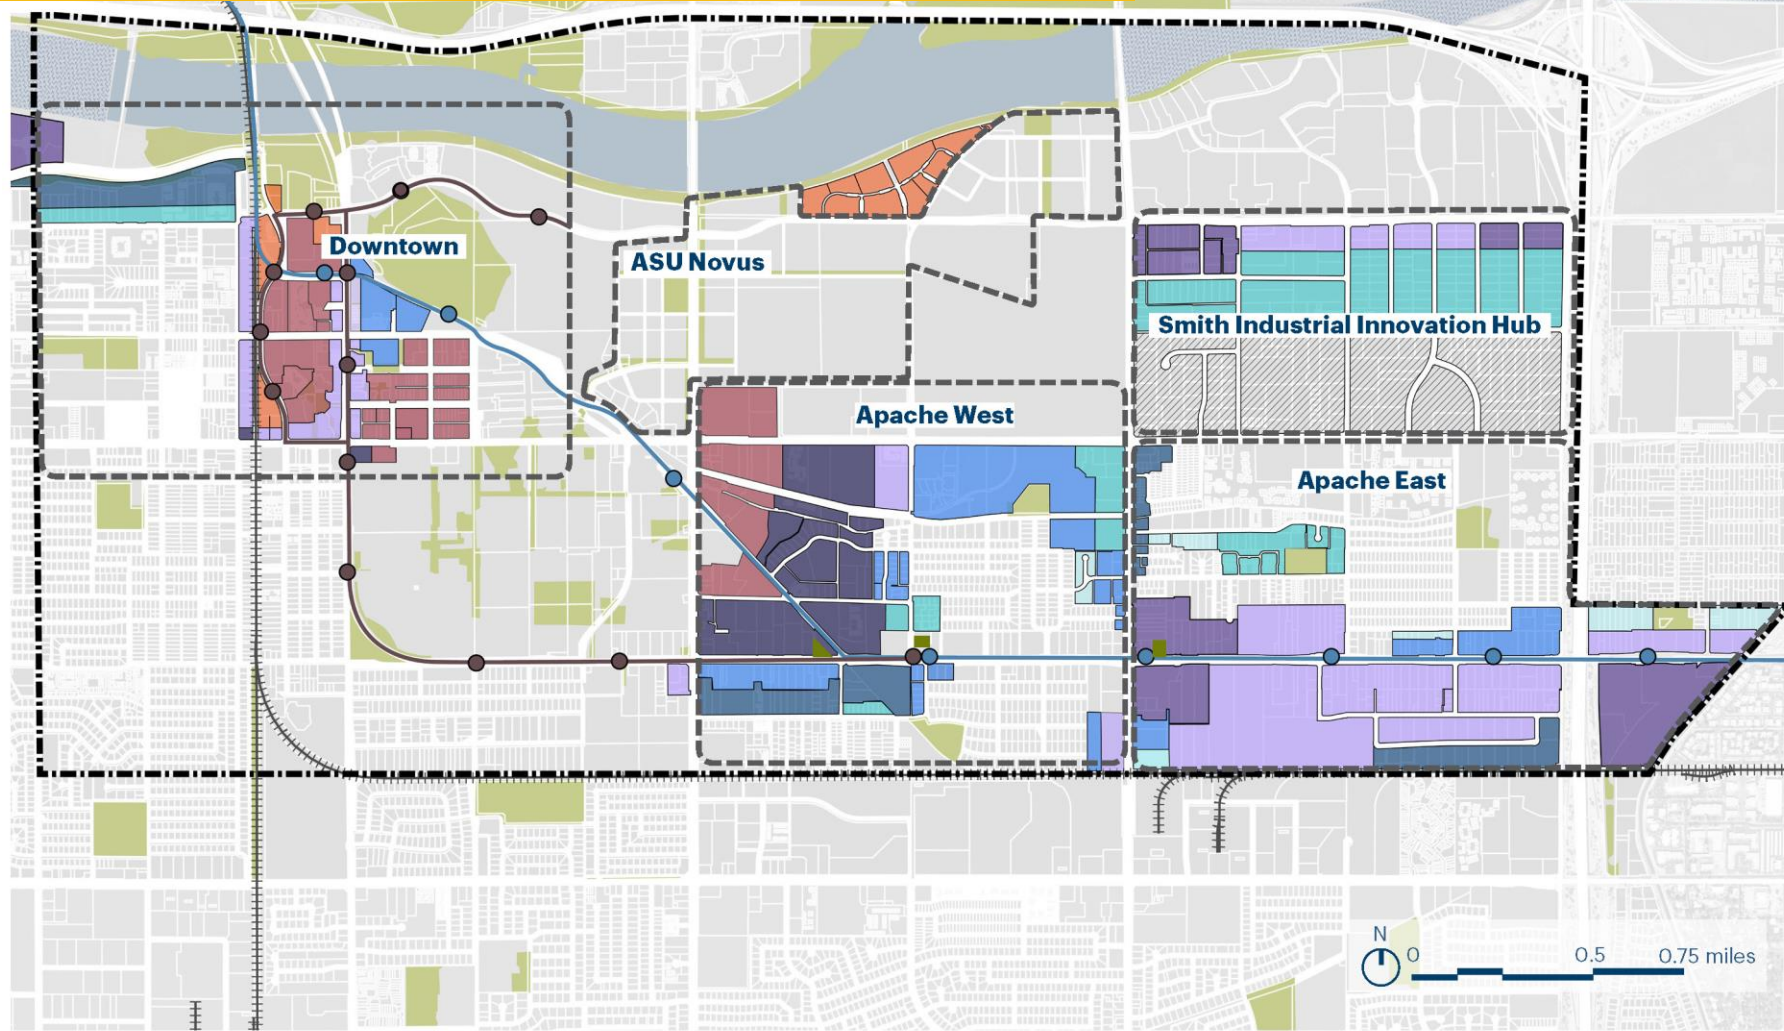 Downtown
ASU Novus
Smith Industrial Innovation Hub
Apache West
Apache East
N
0 0.5 0.75 miles